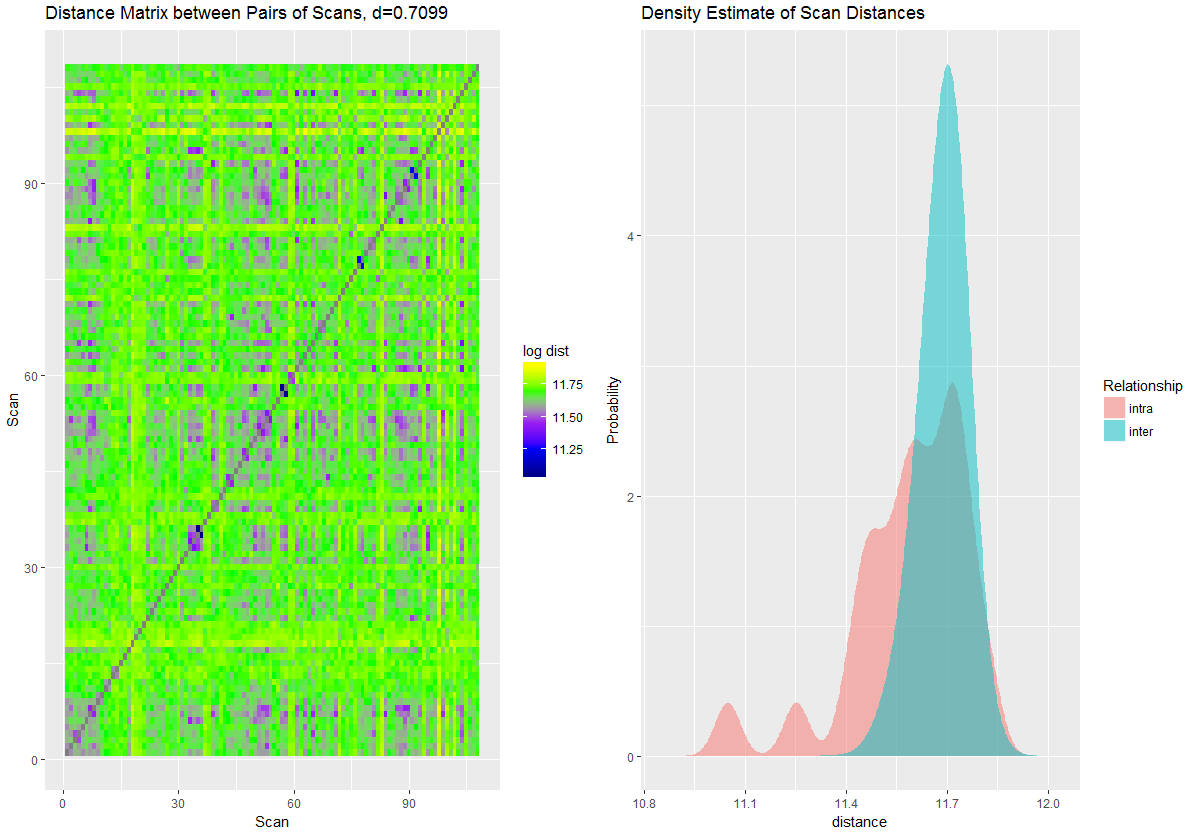 Distance Matrix between Pairs of Scans, d=0.7099
Scan
90
60
30
0
0 30 60 90
Scan
log dist
11.75
11.50
11.25
Density Estimate of Scan Distances
Probability
4
2
0
10.8 11.1 11.4 11.7 12.0
distance
Relationship
intra
inter